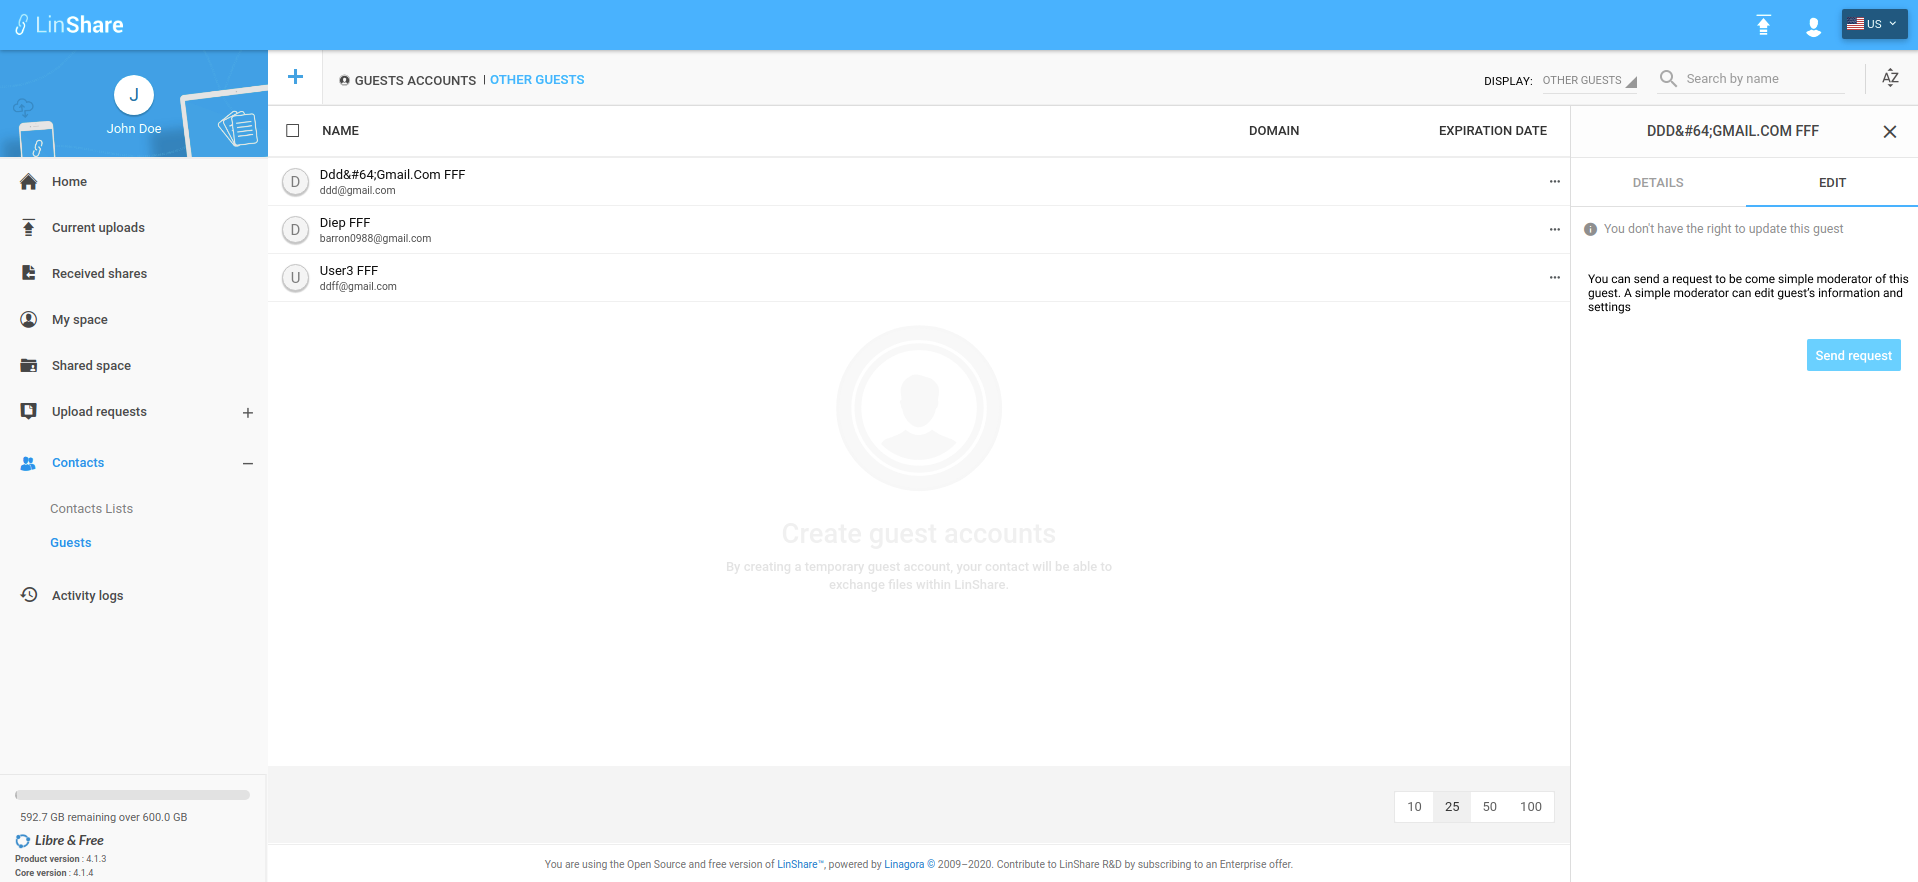 LinShare
US
J
John Doe
Home
Current uploads
Received shares
My space
Shared space
Upload requests
Contacts
Contacts Lists
Guests
Activity logs
592.7 GB remaining over 600.0 GB
Libre & Free
Product version : 4.1.3
Core version : 4.1.4
GUESTS ACCOUNTS | OTHER GUESTS
DISPLAY: OTHER GUESTS
Search by name
AZ
NAME DOMAIN EXPIRATION DATE
D
Ddd&#64;Gmail.Com FFF
ddd@gmail.com
D
Diep FFF
barron0988@gmail.com
U
User3 FFF
ddff@gmail.com
Create guest accounts
By creating a temporary guest account, your contact will be able to
exchange files within LinShare.
10 25 50 100
You are using the Open Source and free version of LinShare™, powered by Linagora © 2009–2020. Contribute to LinShare R&D by subscribing to an Enterprise offer.
DDD&#64;GMAIL.COM FFF
DETAILS EDIT
You don't have the right to update this guest
You can send a request to be come simple moderator of this
guest. A simple moderator can edit guest’s information and
settings
Send request